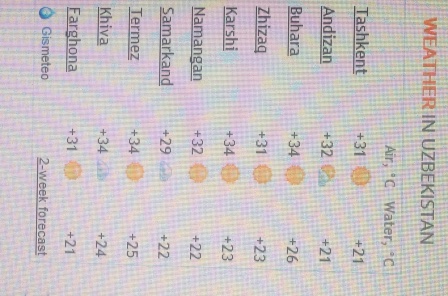 WEATHER IN UZBEKISTAN
Air, °C Water, °C
Tashkent +31 +21
Andizan +32 +21
Buhara +34 +26
Zhizaq +31 +23
Karshi +34 +23
Namangan +32 +22
Samarkand +29 +22
Termez +34 +25
Khiva +34 +24
Farghona +31 +21
Gismeteo 2-week forecast